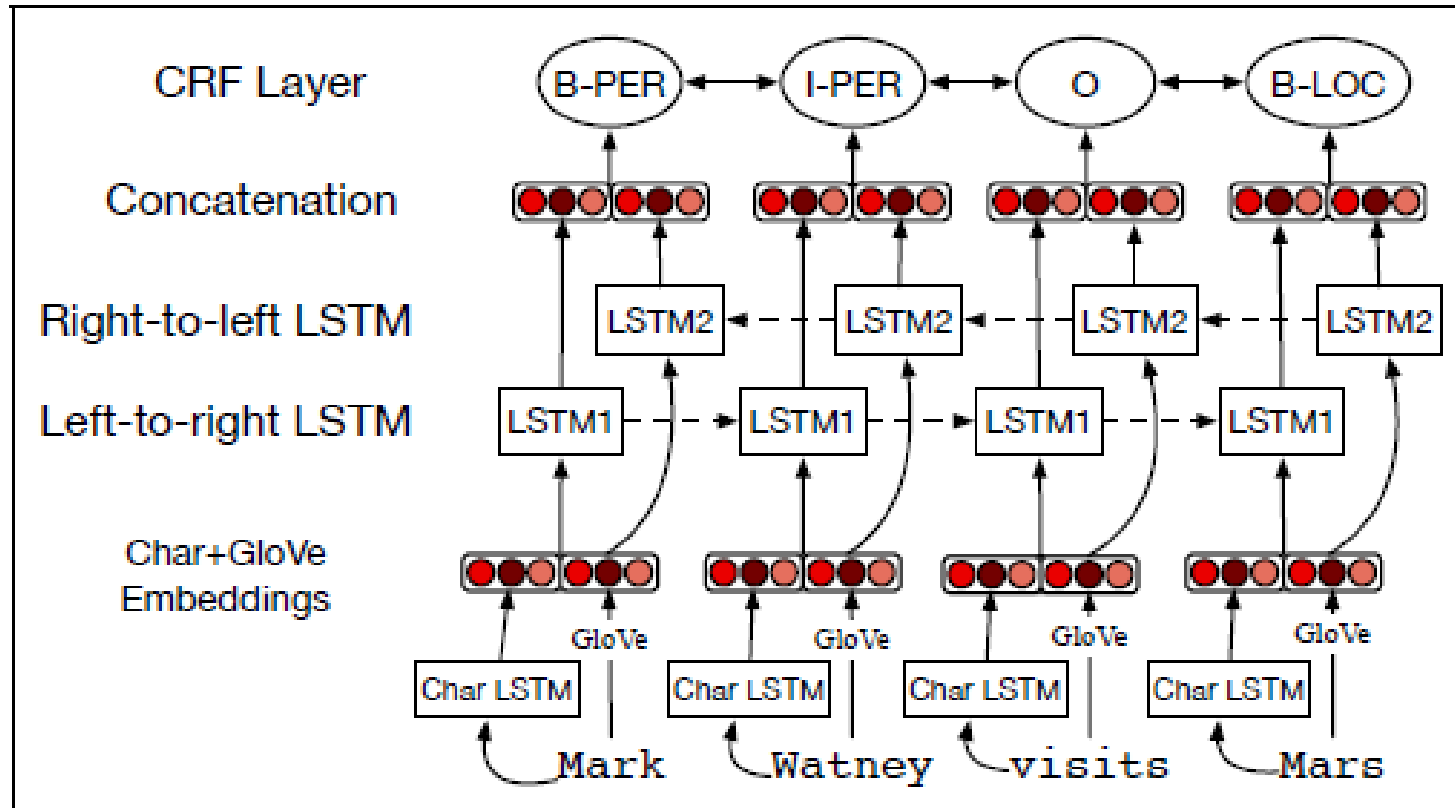 CRF Layer B-PER I-PER O B-LOC
Concatenation
Right-to-left LSTM LSTM2 LSTM2 LSTM2 LSTM2
Left-to-right LSTM LSTM1 LSTM1 LSTM1 LSTM1
Char+GloVe
Embeddings
GloVe GloVe GloVe GloVe
Char LSTM Char LSTM Char LSTM Char LSTM
Mark Watney visits Mars